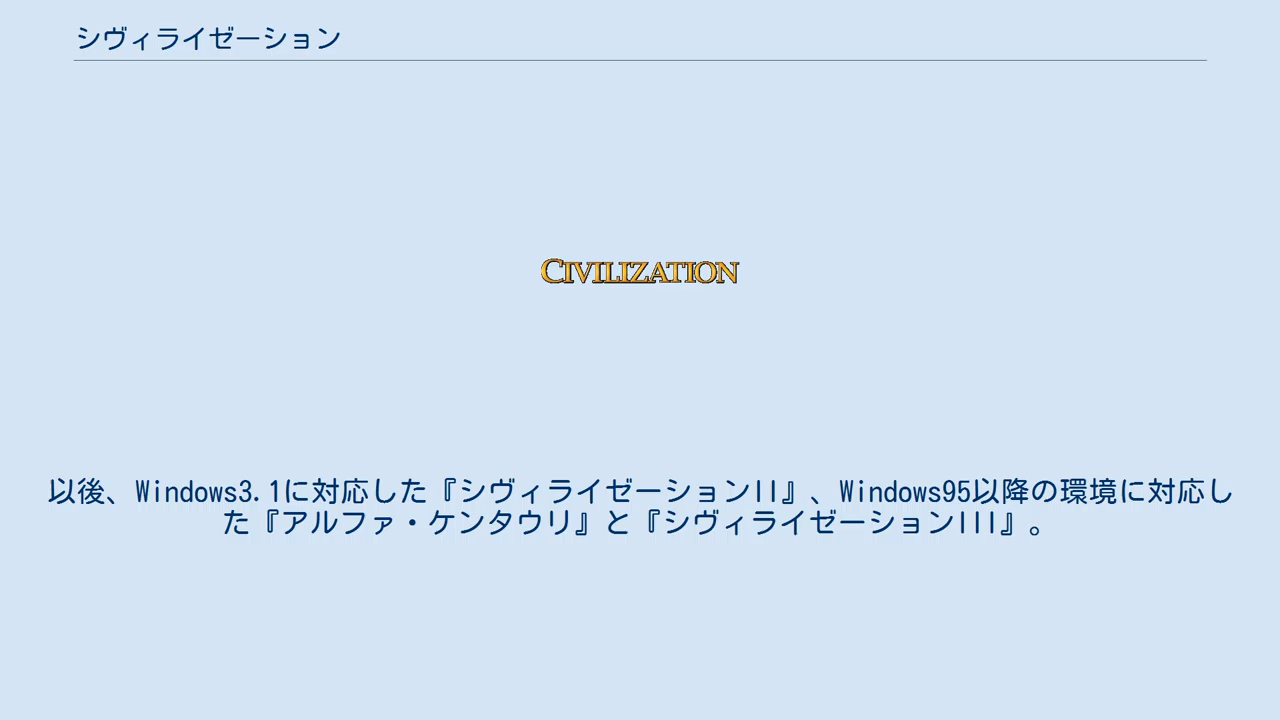 シヴィライゼーション
CIVILIZATION
以後、Windows3.1に対応した『シヴィライゼーションII』、Windows95以降の環境に対応し
た『アルファ・ケンタウリ』と『シヴィライゼーションIII』。